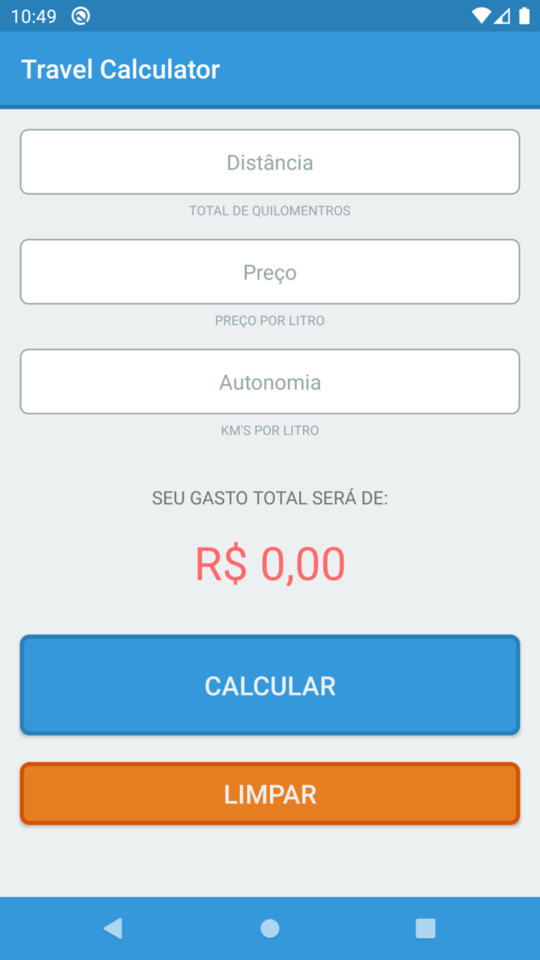 10:49
Travel Calculator
Distância
TOTAL DE QUILOMENTROS
Preço
PREÇO POR LITRO
Autonomia
KM'S POR LITRO
SEU GASTO TOTAL SERÁ DE:
R$ 0,00
CALCULAR
LIMPAR